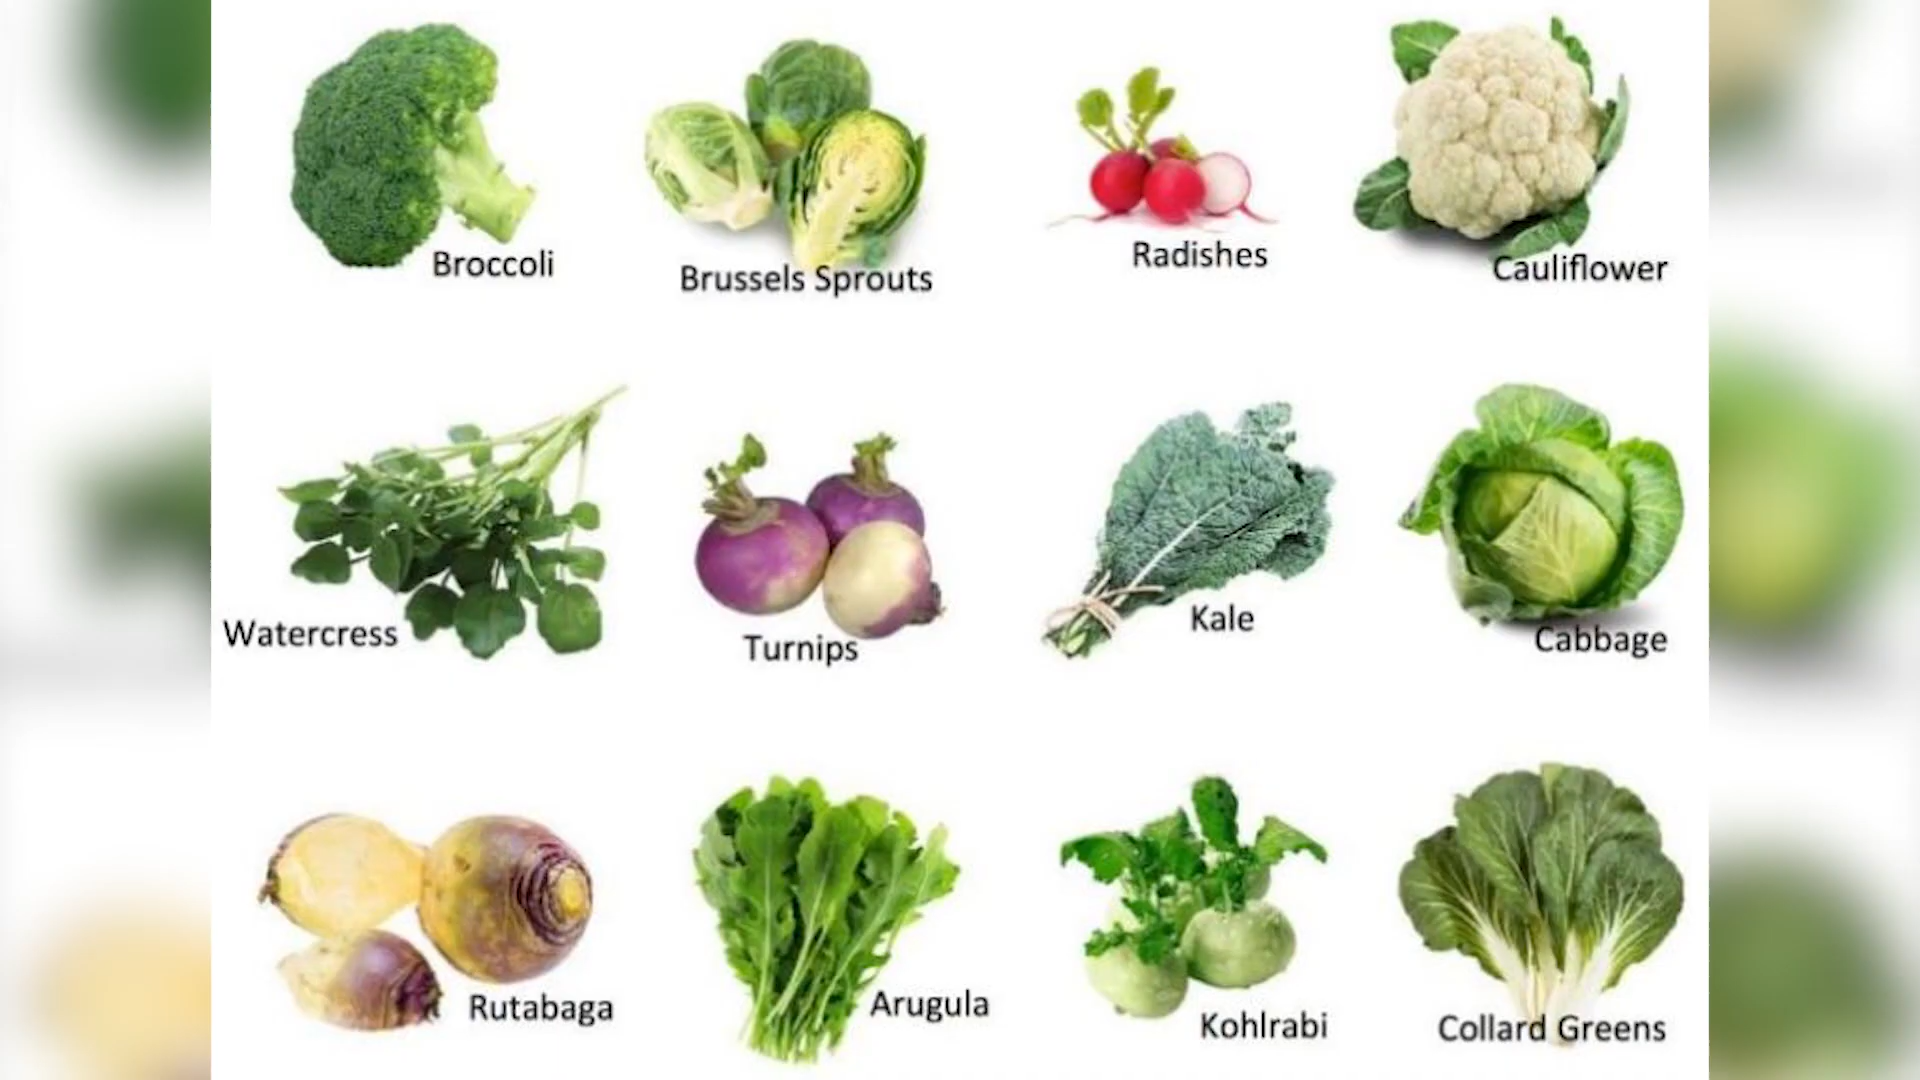 Broccoli
Brussels Sprouts
Radishes
Cauliflower
Watercress
Turnips
Kale
Cabbage
Rutabaga
Arugula
Kohlrabi
Collard Greens